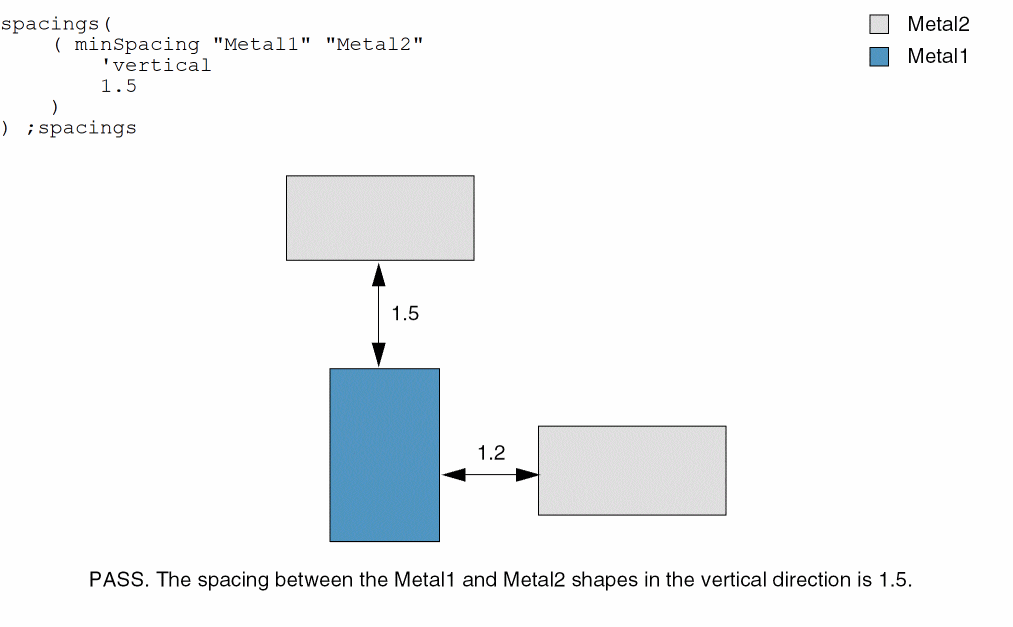 spacings(
( minSpacing "Metal1" "Metal2"
'vertical
1.5
)
) ;spacings
Metal2
Metal1
1.5
1.2
PASS. The spacing between the Metal1 and Metal2 shapes in the vertical direction is 1.5.